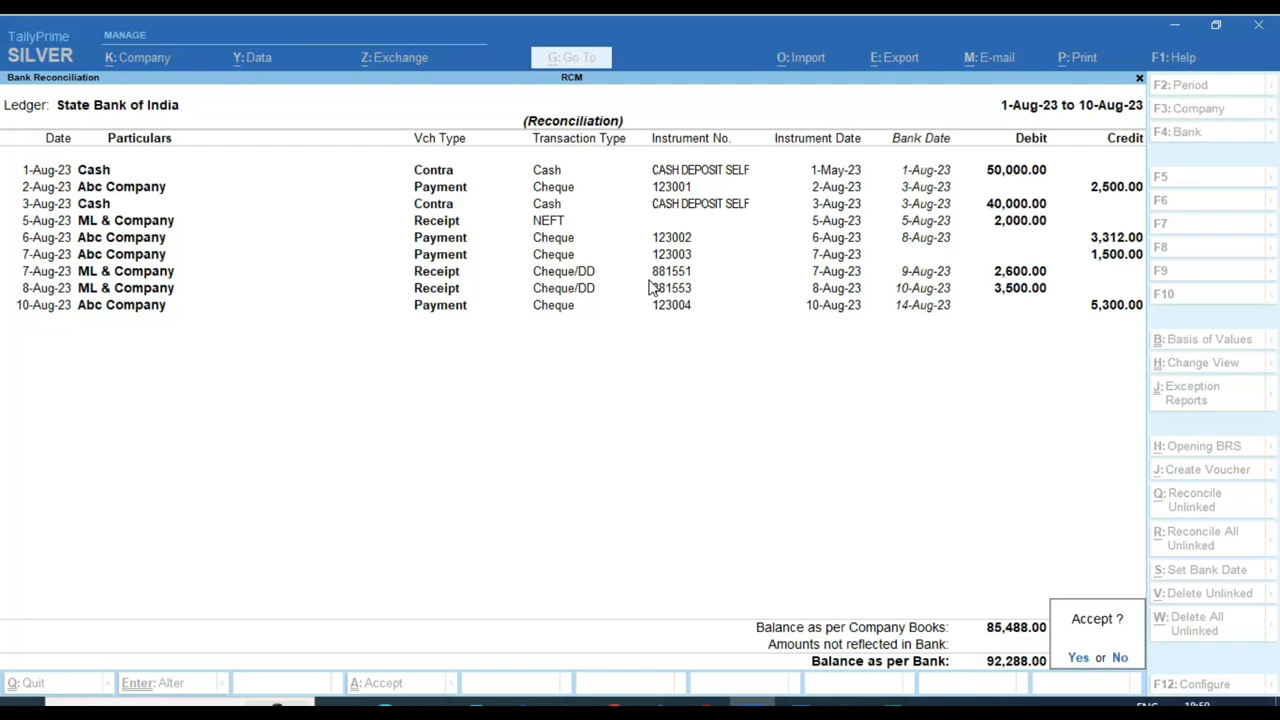 TallyPrime MANAGE
SILVER K: Company Y: Data Z: Exchange G: Go To O: Import E: Export M: E-mail P: Print F1: Help
Bank Reconciliation RCM ×
Ledger: State Bank of India 1-Aug-23 to 10-Aug-23
(Reconciliation)
Date Particulars Vch Type Transaction Type Instrument No. Instrument Date Bank Date Debit Credit
1-Aug-23 Cash Contra Cash CASH DEPOSIT SELF 1-May-23 1-Aug-23 50,000.00
2-Aug-23 Abc Company Payment Cheque 123001 2-Aug-23 3-Aug-23 2,500.00
3-Aug-23 Cash Contra Cash CASH DEPOSIT SELF 3-Aug-23 3-Aug-23 40,000.00
5-Aug-23 ML & Company Receipt NEFT 5-Aug-23 5-Aug-23 2,000.00
6-Aug-23 Abc Company Payment Cheque 123002 6-Aug-23 8-Aug-23 3,312.00
7-Aug-23 Abc Company Payment Cheque 123003 7-Aug-23 1,500.00
7-Aug-23 ML & Company Receipt Cheque/DD 881551 7-Aug-23 9-Aug-23 2,600.00
8-Aug-23 ML & Company Receipt Cheque/DD 881553 8-Aug-23 10-Aug-23 3,500.00
10-Aug-23 Abc Company Payment Cheque 123004 10-Aug-23 14-Aug-23 5,300.00
Balance as per Company Books: 85,488.00
Amounts not reflected in Bank:
Balance as per Bank: 92,288.00
Accept ?
Yes or No
F2: Period
F3: Company
F4: Bank
F5
F6
F7
F8
F9
F10
B: Basis of Values
H: Change View
J: Exception
Reports
H: Opening BRS
J: Create Voucher
Q: Reconcile
Unlinked
R: Reconcile All
Unlinked
S: Set Bank Date
V: Delete Unlinked
W: Delete All
Unlinked
Q: Quit Enter: Alter A: Accept F12: Configure